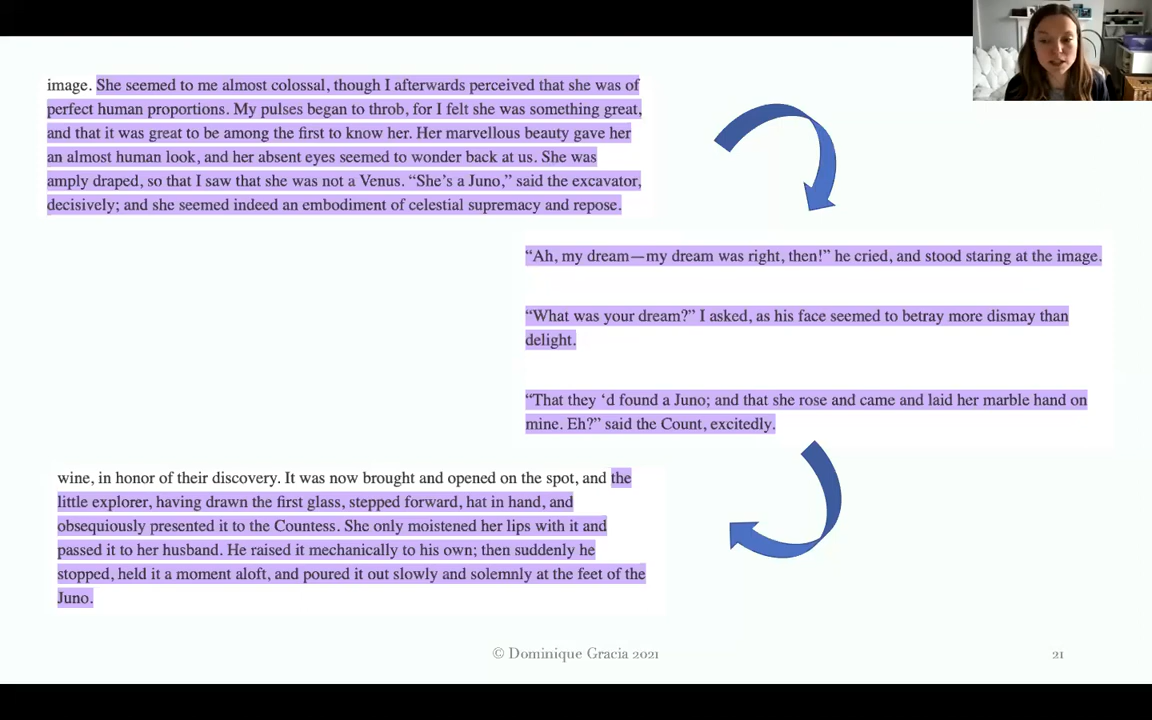 image. She seemed to me almost colossal, though I afterwards perceived that she was of
perfect human proportions. My pulses began to throb, for I felt she was something great,
and that it was great to be among the first to know her. Her marvellous beauty gave her
an almost human look, and her absent eyes seemed to wonder back at us. She was
amply draped, so that I saw that she was not a Venus. “She’s a Juno,” said the excavator,
decisively; and she seemed indeed an embodiment of celestial supremacy and repose.
“Ah, my dream—my dream was right, then!” he cried, and stood staring at the image.
“What was your dream?” I asked, as his face seemed to betray more dismay than
delight.
“That they ‘d found a Juno; and that she rose and came and laid her marble hand on
mine. Eh?” said the Count, excitedly.
wine, in honor of their discovery. It was now brought and opened on the spot, and the
little explorer, having drawn the first glass, stepped forward, hat in hand, and
obsequiously presented it to the Countess. She only moistened her lips with it and
passed it to her husband. He raised it mechanically to his own; then suddenly he
stopped, held it a moment aloft, and poured it out slowly and solemnly at the feet of the
Juno.
© Dominique Gracia 2021
21